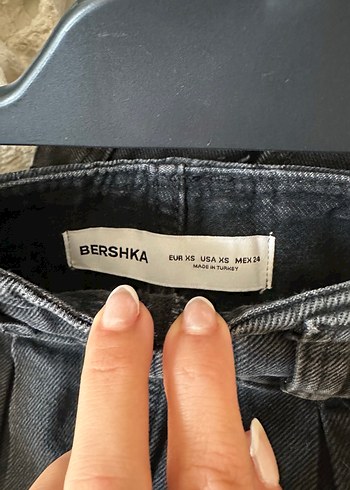 BERSHKA
EUR XS USA XS MEX 24
MADE IN TURKEY